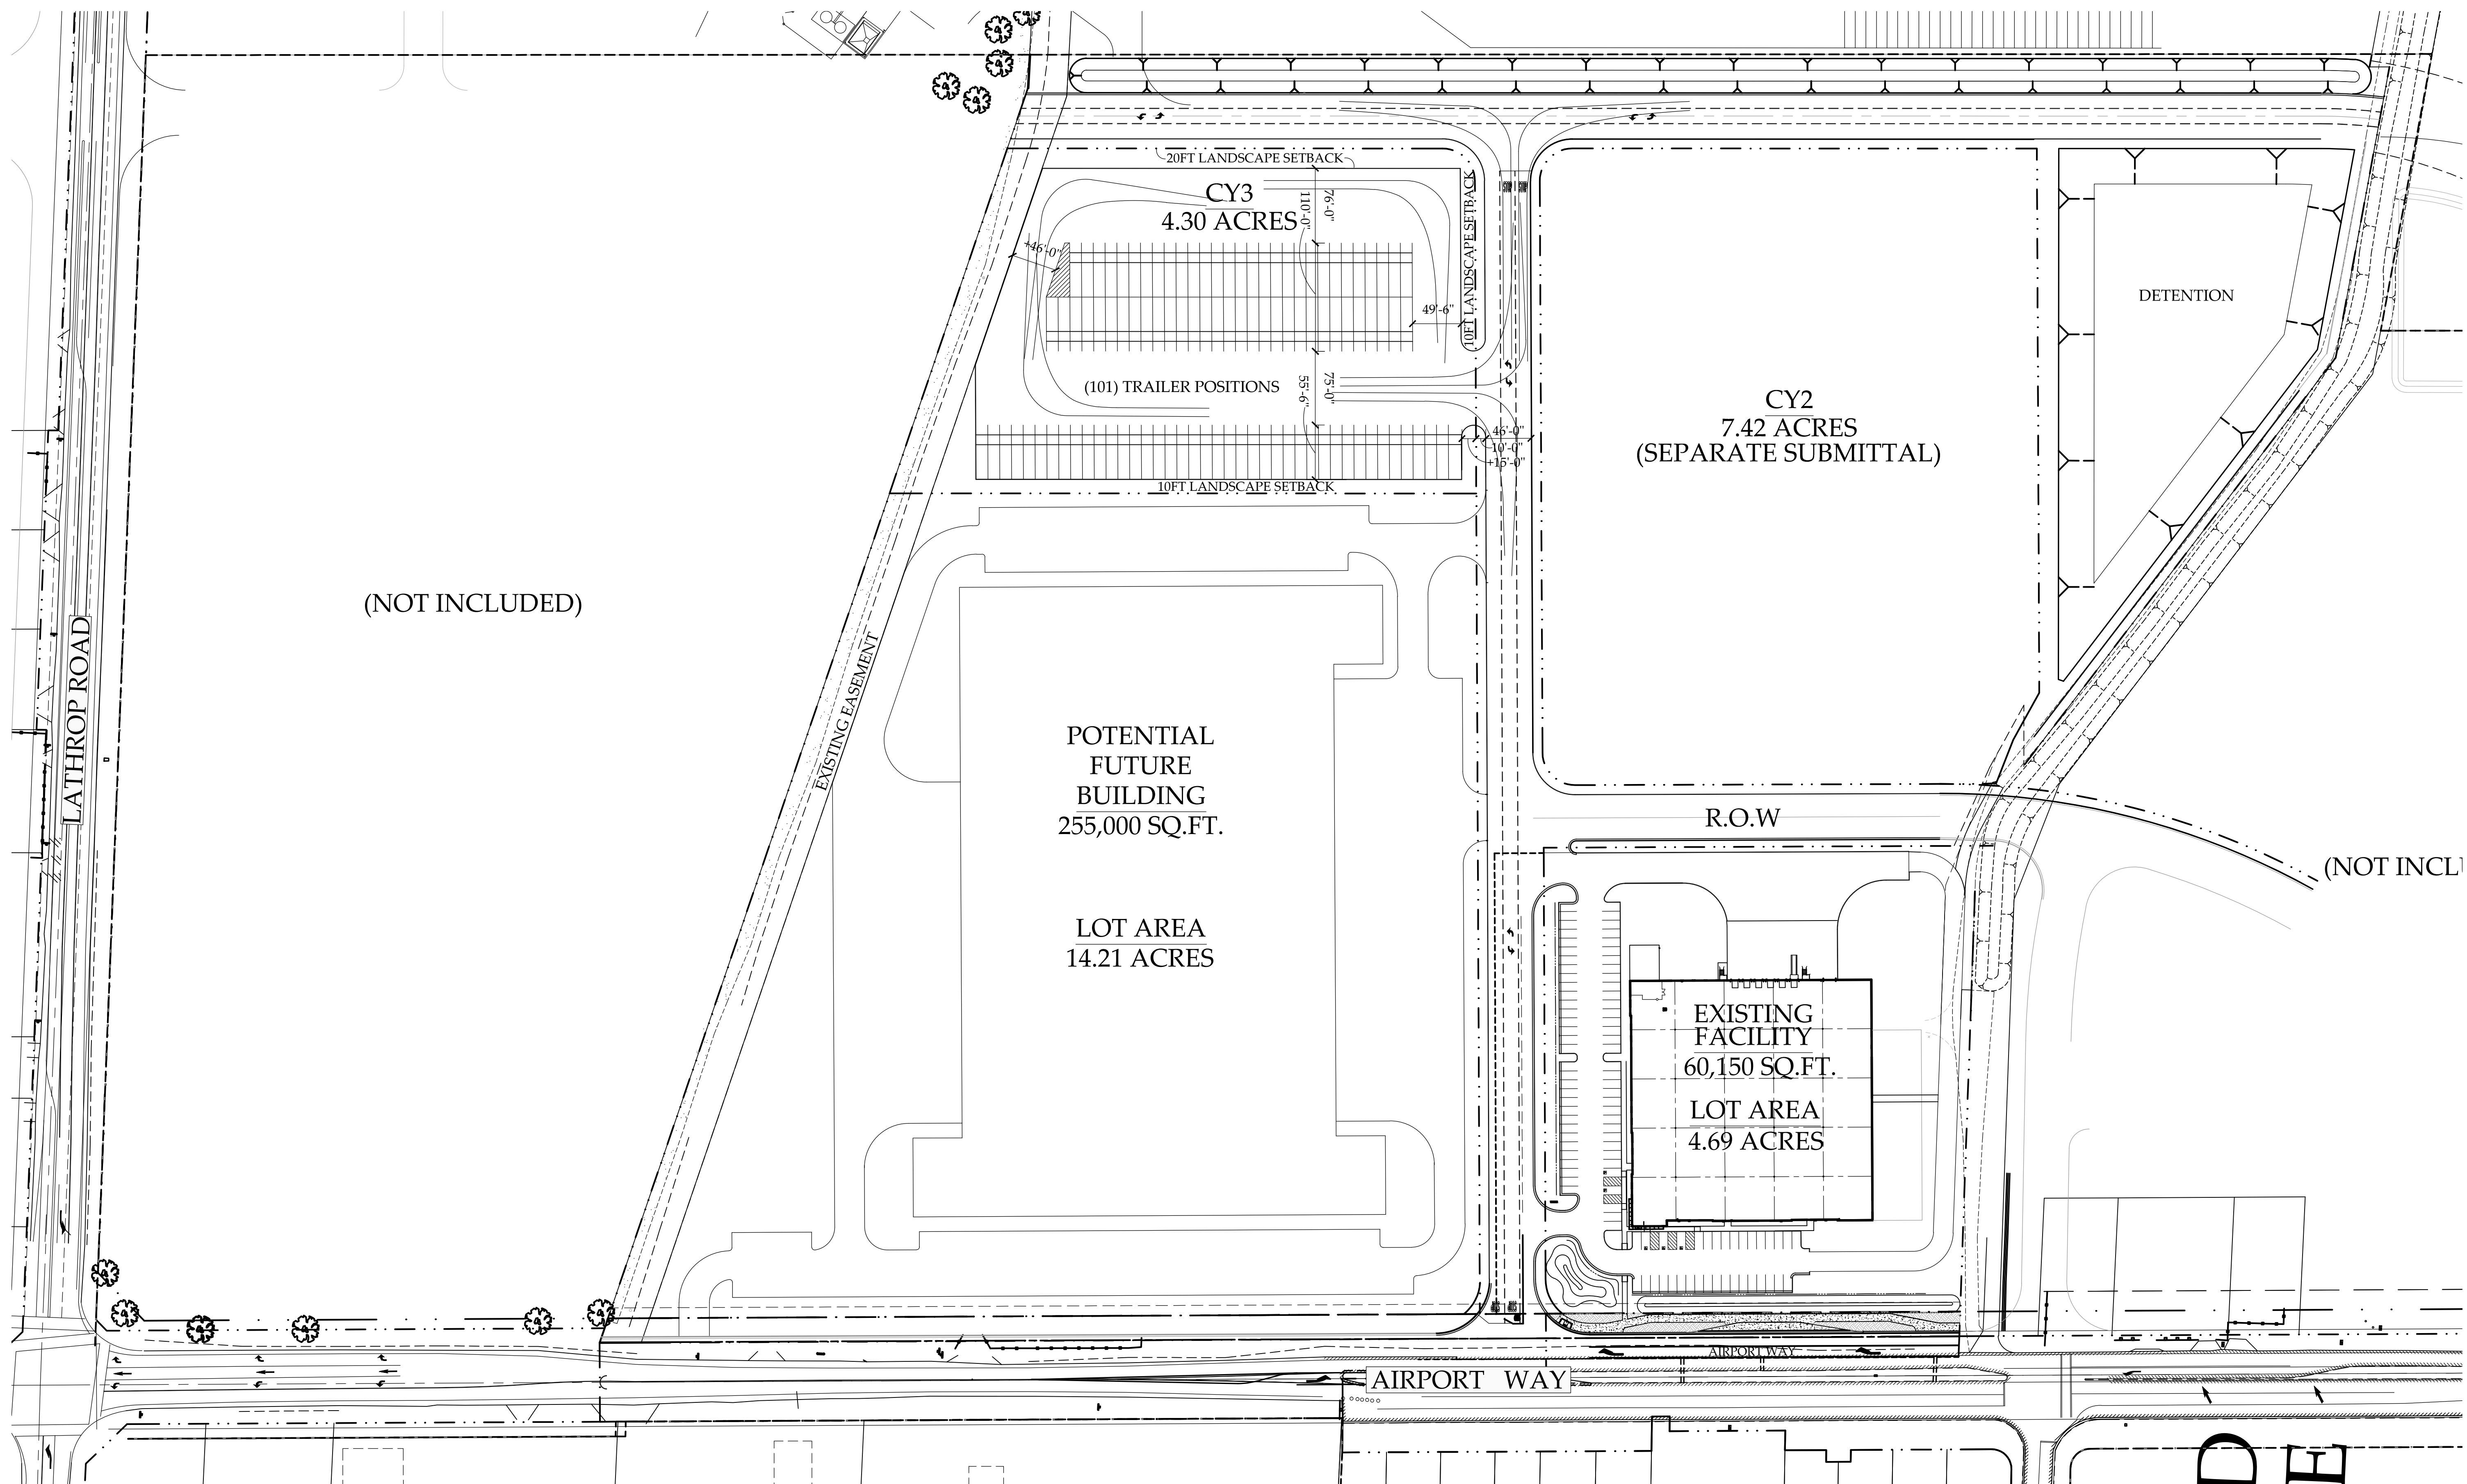 20FT LANDSCAPE SETBACK
CY3
4.30 ACRES
76'-0"
110'-0"
10FT LANDSCAPE SETBACK
+46'-0"
49'-6"
(101) TRAILER POSITIONS
75'-0"
55'-6"
46'-0"
10'-0"
+15'-0"
10FT LANDSCAPE SETBACK
CY2
7.42 ACRES
(SEPARATE SUBMITTAL)
DETENTION
(NOT INCLUDED)
LATHROP ROAD
EXISTING EASEMENT
POTENTIAL
FUTURE
BUILDING
255,000 SQ.FT.
LOT AREA
14.21 ACRES
R.O.W
(NOT INCLU
EXISTING
FACILITY
60,150 SQ.FT.
LOT AREA
4.69 ACRES
AIRPORT WAY
AIRPORT WAY
D
E